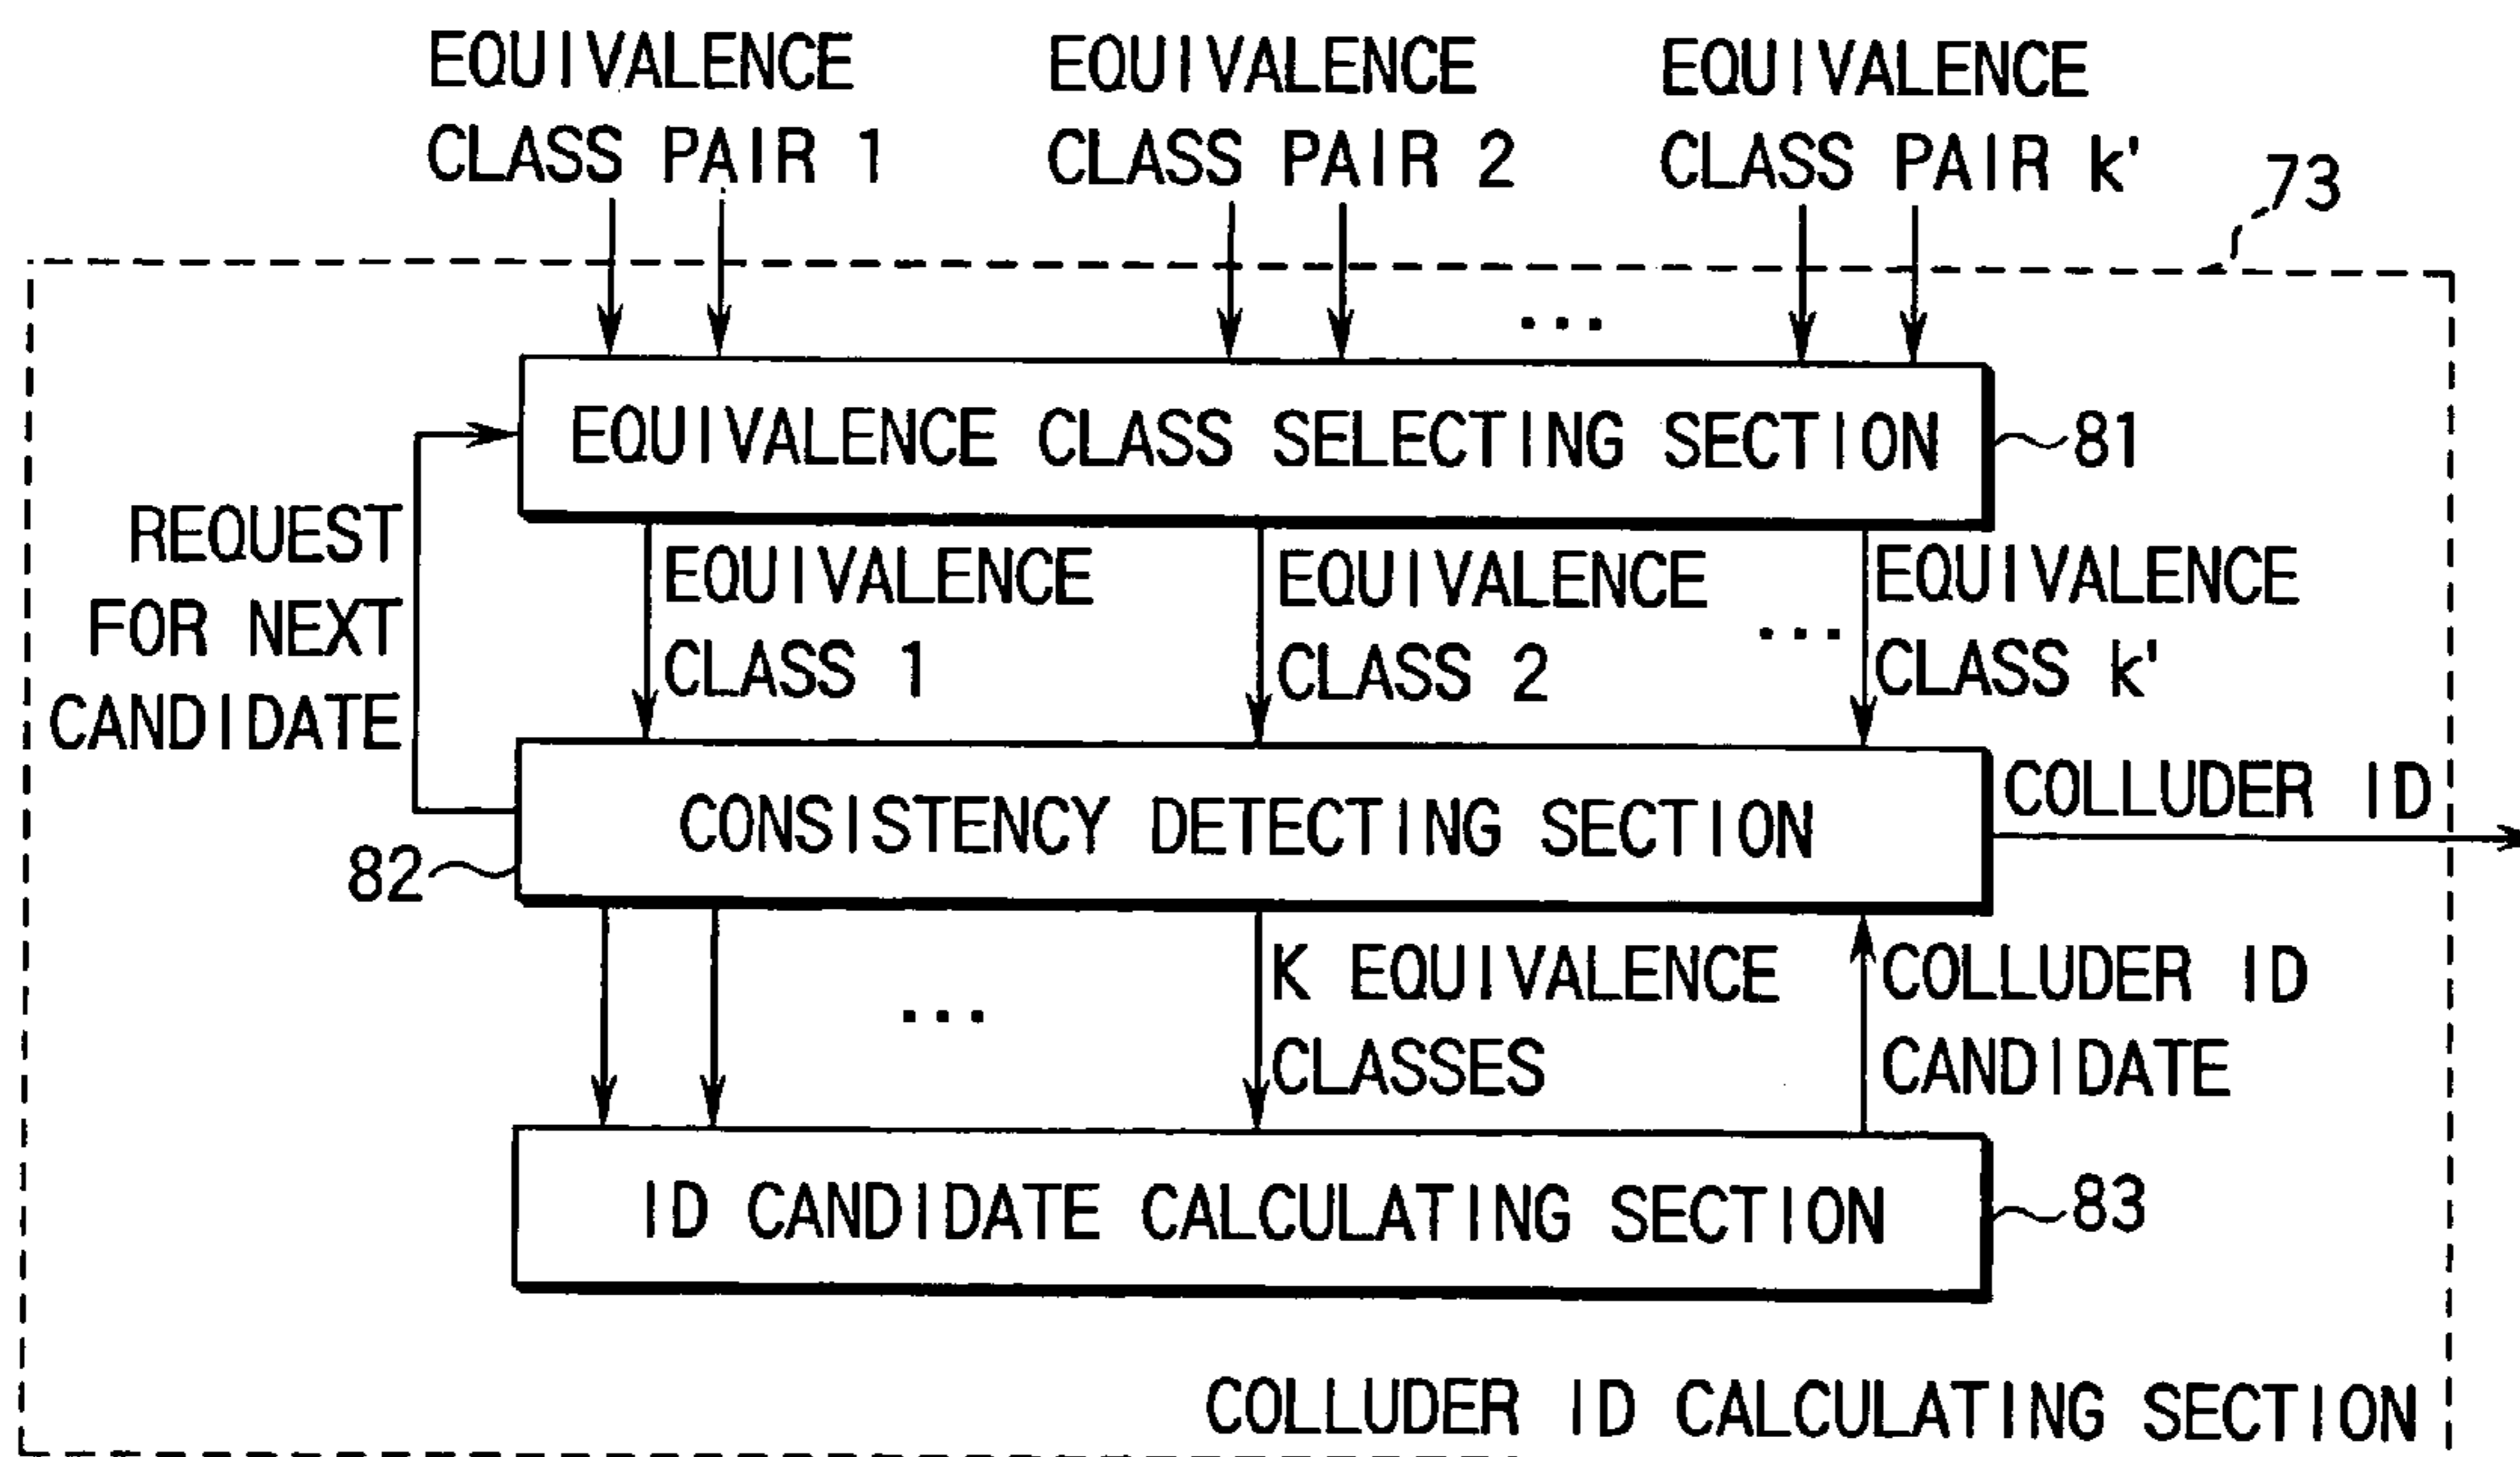 EQUIVALENCE
CLASS PAIR 1
EQUIVALENCE
CLASS PAIR 2
EQUIVALENCE
CLASS PAIR k'
73
...
EQUIVALENCE CLASS SELECTING SECTION
81
REQUEST
FOR NEXT
CANDIDATE
EQUIVALENCE
CLASS 1
EQUIVALENCE
CLASS 2
...
EQUIVALENCE
CLASS k'
CONSISTENCY DETECTING SECTION
COLLUDER ID
82
...
K EQUIVALENCE
CLASSES
COLLUDER ID
CANDIDATE
ID CANDIDATE CALCULATING SECTION
83
COLLUDER ID CALCULATING SECTION